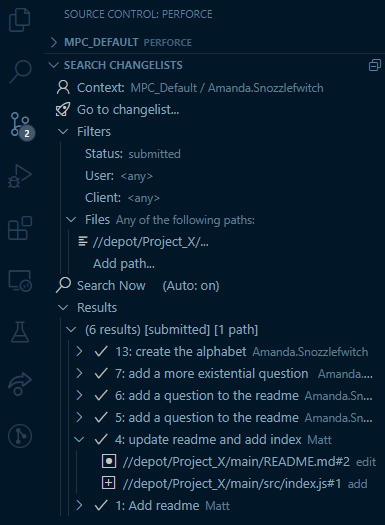 SOURCE CONTROL: PERFORCE
MPC_DEFAULT PERFORCE
SEARCH CHANGELISTS
Context: MPC_Default / Amanda.Snozzlefwitch
Go to changelist...
Filters
Status: submitted
User: <any>
Client: <any>
Files Any of the following paths:
//depot/Project_X/...
Add path...
Search Now (Auto: on)
Results
(6 results) [submitted] [1 path]
13: create the alphabet Amanda.Snozzlefwitch
7: add a more existential question Amanda....
6: add a question to the readme Amanda.Sn...
5: add a question to the readme Amanda.Sn...
4: update readme and add index Matt
//depot/Project_X/main/README.md#2 edit
//depot/Project_X/main/src/index.js#1 add
1: Add readme Matt
2